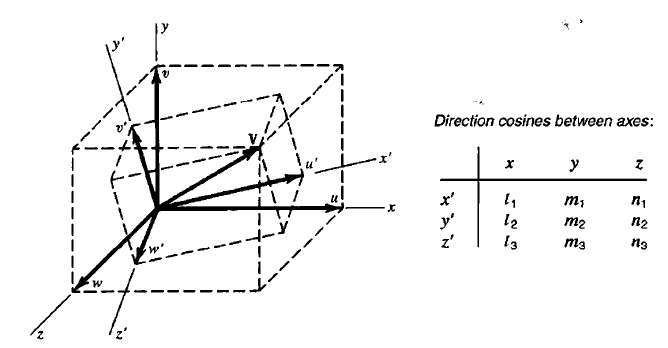 y'
y
v
v'
V
u'
x'
u
x
w'
w
z
z'
Direction cosines between axes:
x y z
x' l₁ m₁ n₁
y' l₂ m₂ n₂
z' l₃ m₃ n₃